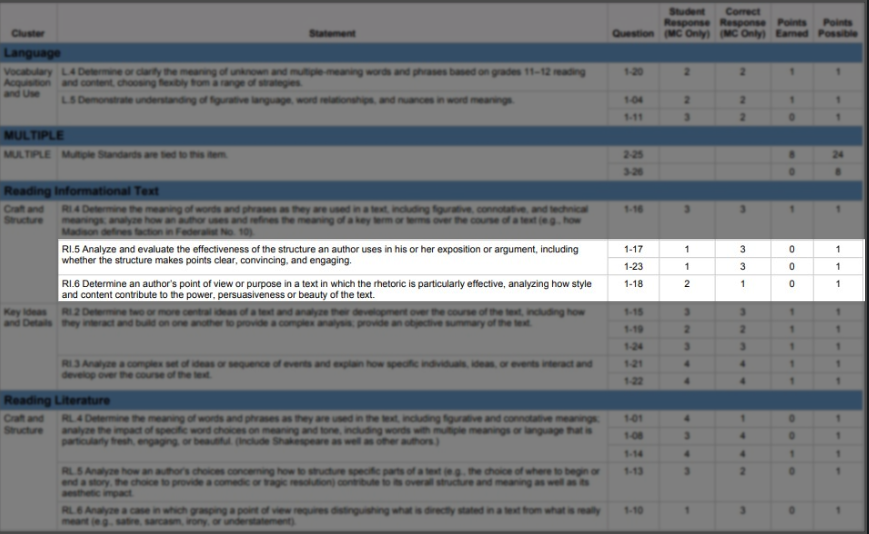 Student Correct
Response Response Points Points
Cluster Statement Question (MC Only) (MC Only) Earned Possible
Language
Vocabulary L.4 Determine or clarify the meaning of unknown and multiple-meaning words and phrases based on grades 11–12 reading 1-20 2 2 1 1
Acquisition and content, choosing flexibly from a range of strategies.
and Use L.5 Demonstrate understanding of figurative language, word relationships, and nuances in word meanings. 1-04 2 2 1 1
1-11 3 2 0 1
MULTIPLE
MULTIPLE Multiple Standards are tied to this item. 2-25 8 24
3-26 0 8
Reading Informational Text
Craft and RI.4 Determine the meaning of words and phrases as they are used in a text, including figurative, connotative, and technical 1-16 3 3 1 1
Structure meanings; analyze how an author uses and refines the meaning of a key term or terms over the course of a text (e.g., how
Madison defines faction in Federalist No. 10).
RI.5 Analyze and evaluate the effectiveness of the structure an author uses in his or her exposition or argument, including 1-17 1 3 0 1
whether the structure makes points clear, convincing, and engaging.
1-23 1 3 0 1
RI.6 Determine an author's point of view or purpose in a text in which the rhetoric is particularly effective, analyzing how style 1-18 2 1 0 1
and content contribute to the power, persuasiveness or beauty of the text.
Key Ideas RI.2 Determine two or more central ideas of a text and analyze their development over the course of the text, including how 1-15 3 3 1 1
and Details they interact and build on one another to provide a complex analysis; provide an objective summary of the text.
1-19 2 2 1 1
1-24 3 3 1 1
RI.3 Analyze a complex set of ideas or sequence of events and explain how specific individuals, ideas, or events interact and 1-21 4 4 1 1
develop over the course of the text.
1-22 4 4 1 1
Reading Literature
Craft and RL.4 Determine the meaning of words and phrases as they are used in the text, including figurative and connotative meanings; 1-01 4 1 0 1
Structure analyze the impact of specific word choices on meaning and tone, including words with multiple meanings or language that is 1-08 3 4 0 1
particularly fresh, engaging, or beautiful. (Include Shakespeare as well as other authors.)
1-14 4 4 1 1
RL.5 Analyze how an author's choices concerning how to structure specific parts of a text (e.g., the choice of where to begin or 1-13 3 2 0 1
end a story, the choice to provide a comedic or tragic resolution) contribute to its overall structure and meaning as well as its
aesthetic impact.
RL.6 Analyze a case in which grasping a point of view requires distinguishing what is directly stated in a text from what is really 1-10 1 3 0 1
meant (e.g., satire, sarcasm, irony, or understatement).